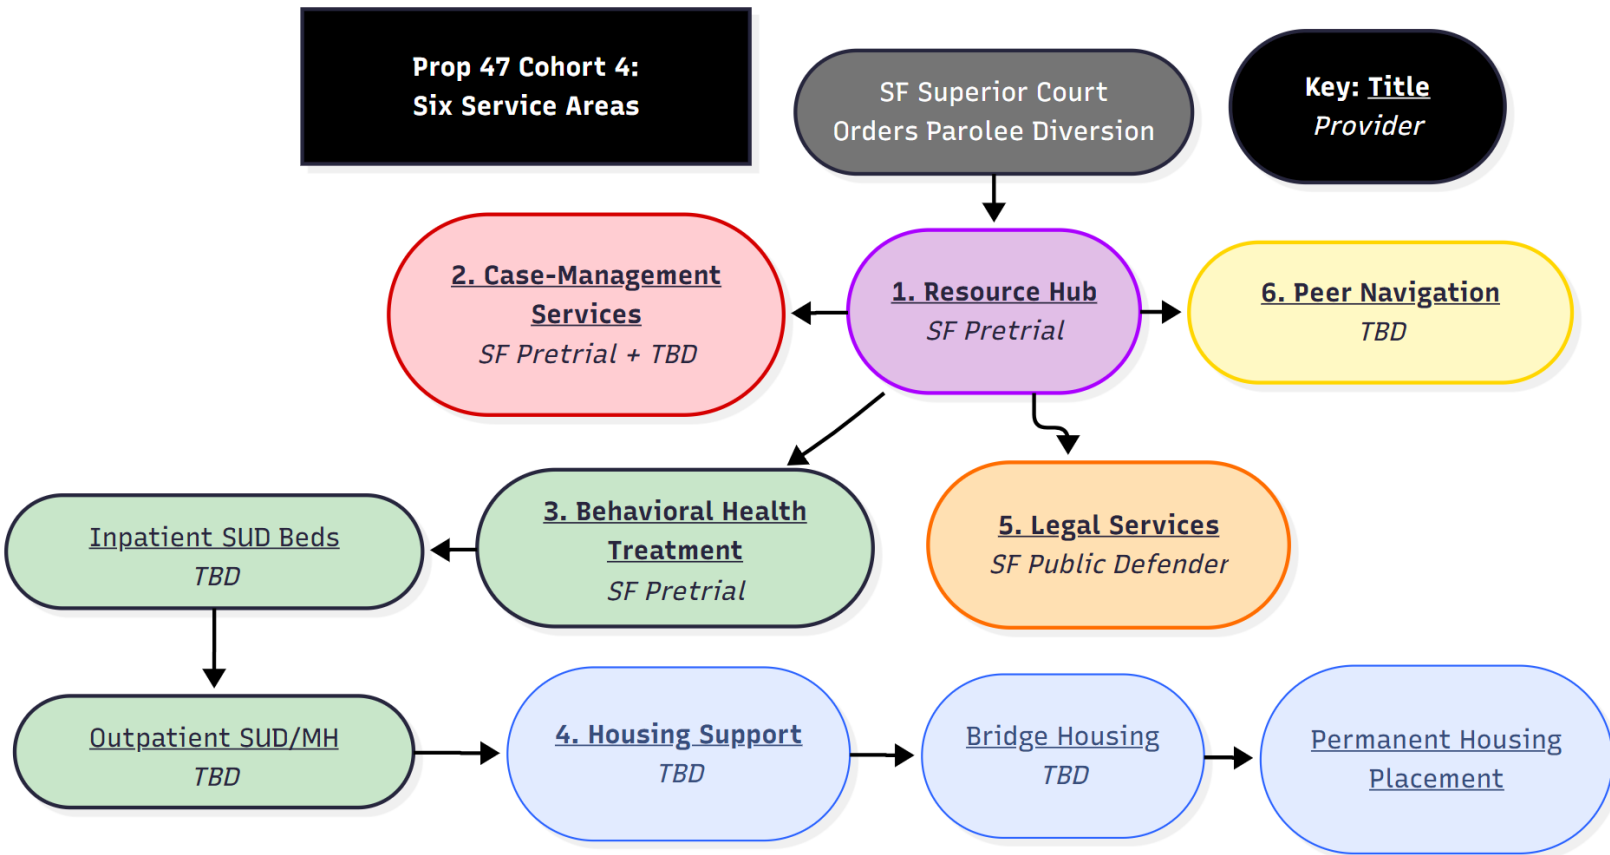 Prop 47 Cohort 4:
Six Service Areas
SF Superior Court
Orders Parolee Diversion
Key: Title
Provider
2. Case-Management
Services
SF Pretrial + TBD
1. Resource Hub
SF Pretrial
6. Peer Navigation
TBD
3. Behavioral Health
Treatment
SF Pretrial
5. Legal Services
SF Public Defender
Inpatient SUD Beds
TBD
Outpatient SUD/MH
TBD
4. Housing Support
TBD
Bridge Housing
TBD
Permanent Housing
Placement